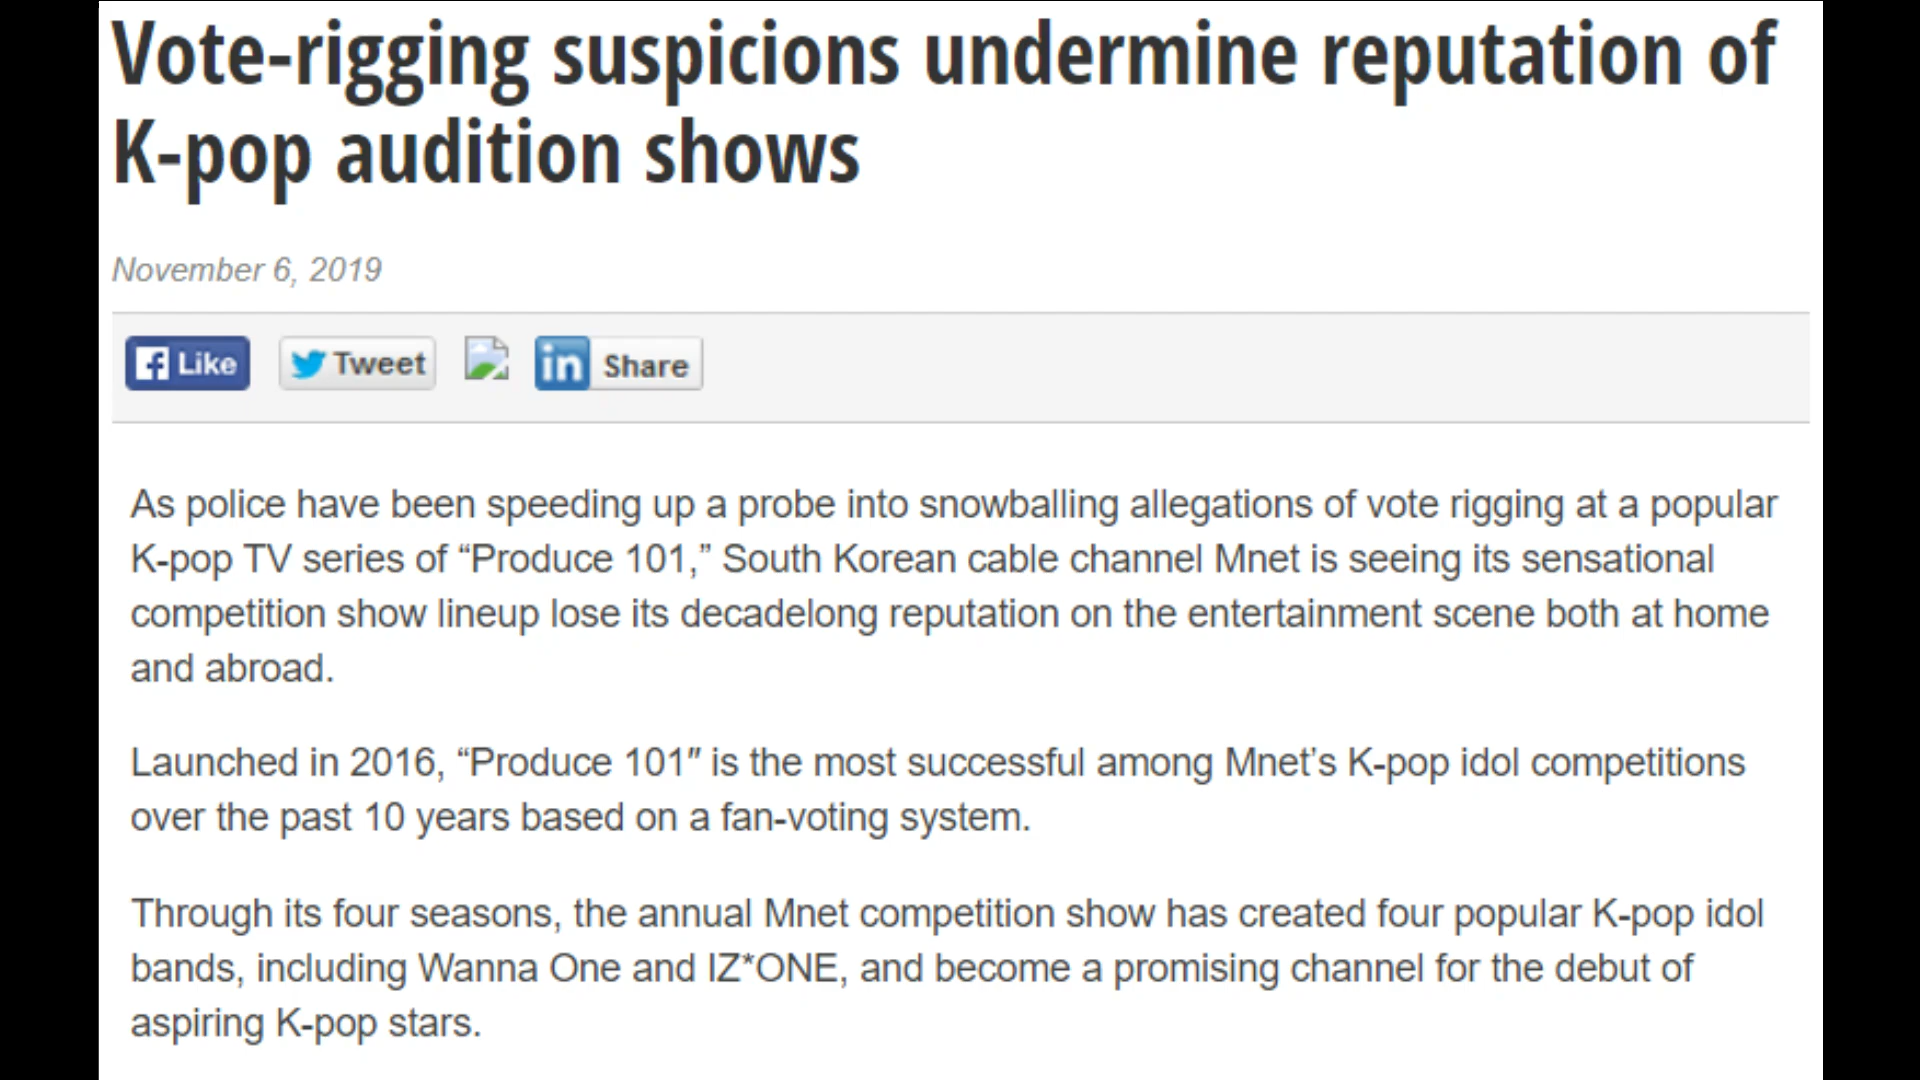 Vote-rigging suspicions undermine reputation of
K-pop audition shows
November 6, 2019
Like Tweet Share
As police have been speeding up a probe into snowballing allegations of vote rigging at a popular
K-pop TV series of “Produce 101,” South Korean cable channel Mnet is seeing its sensational
competition show lineup lose its decadelong reputation on the entertainment scene both at home
and abroad.
Launched in 2016, “Produce 101″ is the most successful among Mnet’s K-pop idol competitions
over the past 10 years based on a fan-voting system.
Through its four seasons, the annual Mnet competition show has created four popular K-pop idol
bands, including Wanna One and IZ*ONE, and become a promising channel for the debut of
aspiring K-pop stars.